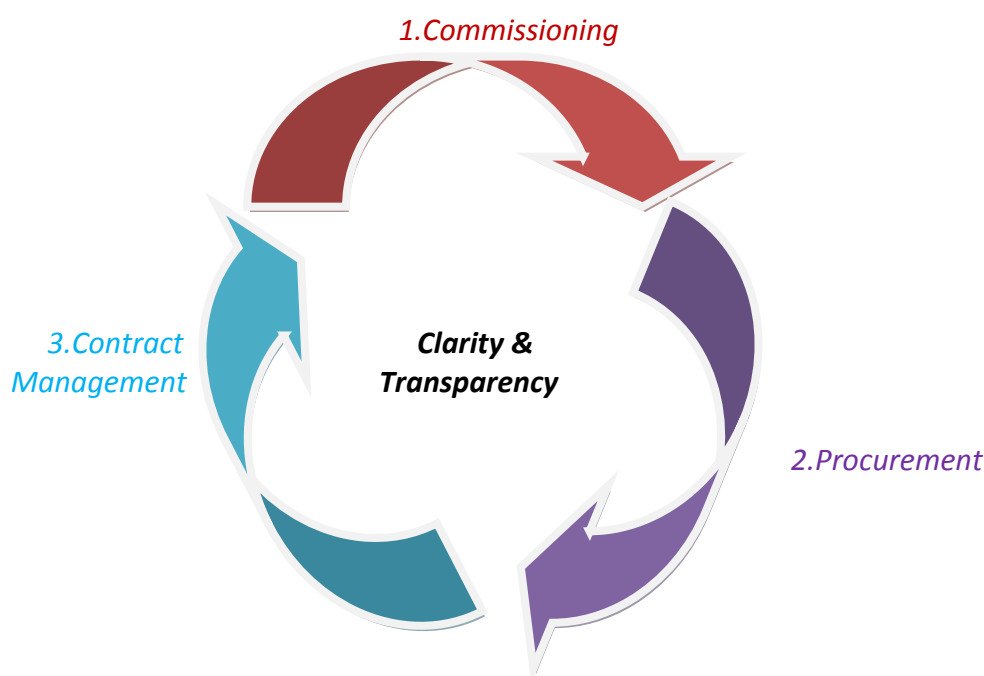 1.Commissioning
3.Contract
Management
Clarity &
Transparency
2.Procurement